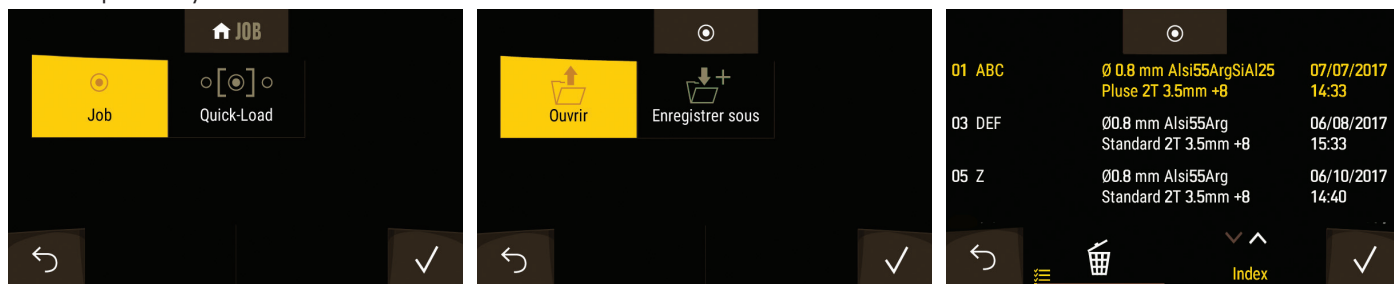 JOB
Job
Quick-Load
Ouvrir
Enregistrer sous
01 ABC Ø 0.8 mm Alsi55ArgSiAl25 07/07/2017
Pluse 2T 3.5mm +8 14:33
03 DEF Ø0.8 mm Alsi55Arg 06/08/2017
Standard 2T 3.5mm +8 15:33
05 Z Ø0.8 mm Alsi55Arg 06/10/2017
Standard 2T 3.5mm +8 14:40
Index